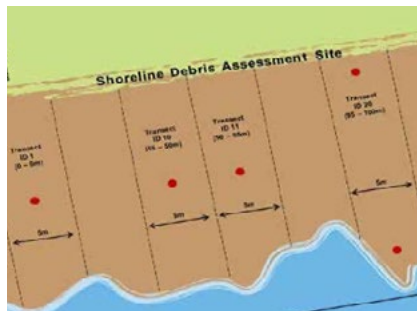 Shoreline Debris Assessment Site
Transect
ID 1
(0 - 5m)
5m
Transect
ID 10
(45 - 50m)
5m
Transect
ID 11
(50 - 55m)
5m
Transect
ID 20
(95 - 100m)
5m